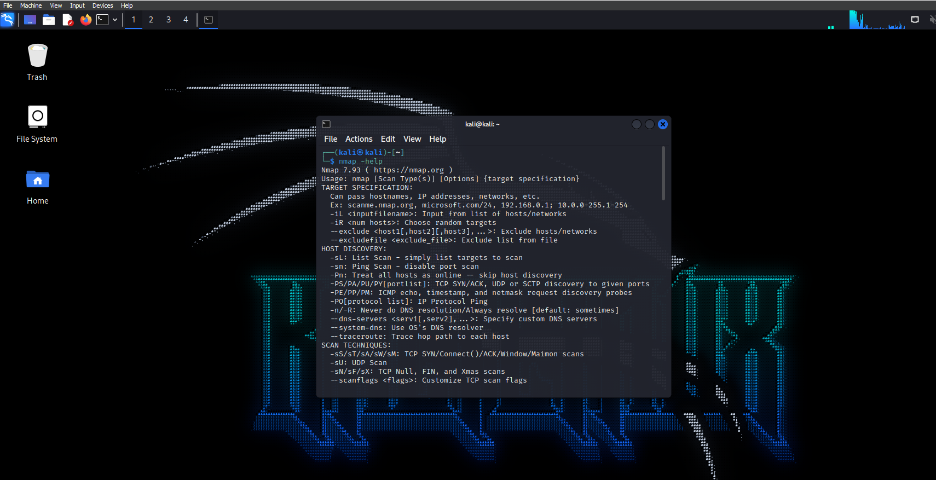 File Machine View Input Devices Help
1 2 3 4
Trash
File System
Home
kali@kali: ~
File Actions Edit View Help
┌──(kali㉿kali)-[~]
└─$ nmap -help
Nmap 7.93 ( https://nmap.org )
Usage: nmap [Scan Type(s)] [Options] {target specification}
TARGET SPECIFICATION:
Can pass hostnames, IP addresses, networks, etc.
Ex: scanme.nmap.org, microsoft.com/24, 192.168.0.1; 10.0.0-255.1-254
-iL <inputfilename>: Input from list of hosts/networks
-iR <num hosts>: Choose random targets
--exclude <host1[,host2][,host3],...>: Exclude hosts/networks
--excludefile <exclude_file>: Exclude list from file
HOST DISCOVERY:
-sL: List Scan - simply list targets to scan
-sn: Ping Scan - disable port scan
-Pn: Treat all hosts as online -- skip host discovery
-PS/PA/PU/PY[portlist]: TCP SYN/ACK, UDP or SCTP discovery to given ports
-PE/PP/PM: ICMP echo, timestamp, and netmask request discovery probes
-PO[protocol list]: IP Protocol Ping
-n/-R: Never do DNS resolution/Always resolve [default: sometimes]
--dns-servers <serv1[,serv2],...>: Specify custom DNS servers
--system-dns: Use OS's DNS resolver
--traceroute: Trace hop path to each host
SCAN TECHNIQUES:
-sS/sT/sA/sW/sM: TCP SYN/Connect()/ACK/Window/Maimon scans
-sU: UDP Scan
-sN/sF/sX: TCP Null, FIN, and Xmas scans
--scanflags <flags>: Customize TCP scan flags